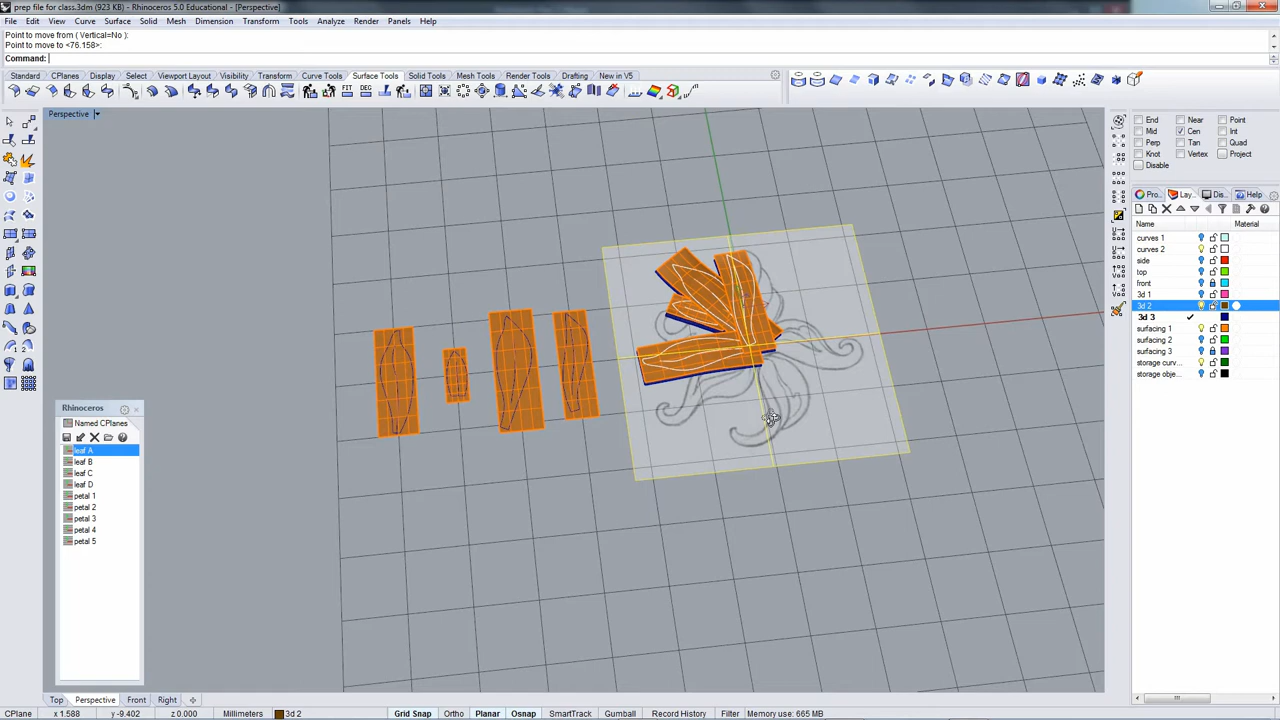 prep file for class.3dm (923 KB) - Rhinoceros 5.0 Educational - [Perspective]
File Edit View Curve Surface Solid Mesh Dimension Transform Tools Analyze Render Panels Help
Point to move from ( Vertical=No ):
Point to move to <76.158>:
Command:
Standard CPlanes Display Select Viewport Layout Visibility Transform Curve Tools Surface Tools Solid Tools Mesh Tools Render Tools Drafting New in V5
FIT DEG
Perspective
End Near Point
Mid Cen Int
Perp Tan Quad
Knot Vertex Project
Disable
Pro... Lay... Dis... Help
Name Material
curves 1
curves 2
side
top
front
3d 1
3d 2
3d 3
surfacing 1
surfacing 2
surfacing 3
storage curv...
storage obje...
Rhinoceros
Named CPlanes
leaf A
leaf B
leaf C
leaf D
petal 1
petal 2
petal 3
petal 4
petal 5
Top Perspective Front Right
CPlane x 1.588 y -9.402 z 0.000 Millimeters 3d 2 Grid Snap Ortho Planar Osnap SmartTrack Gumball Record History Filter Memory use: 665 MB